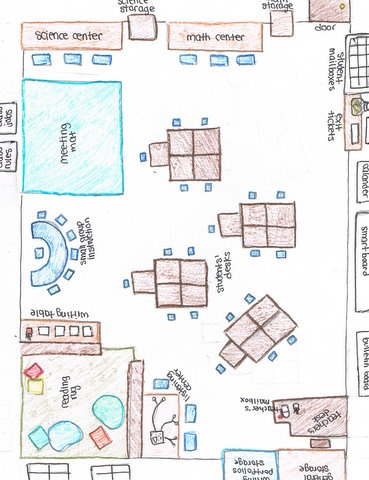 science center
science
storage
math center
storage
door
student
mailboxes
exit
tickets
calendar
smart board
bulletin board
meeting
mat
class
rules
small group
instruction
students'
desks
writing table
reading
rug
listening
center
teacher's
mailbox
teacher's
desk
writing
portfolios
storage
general
storage